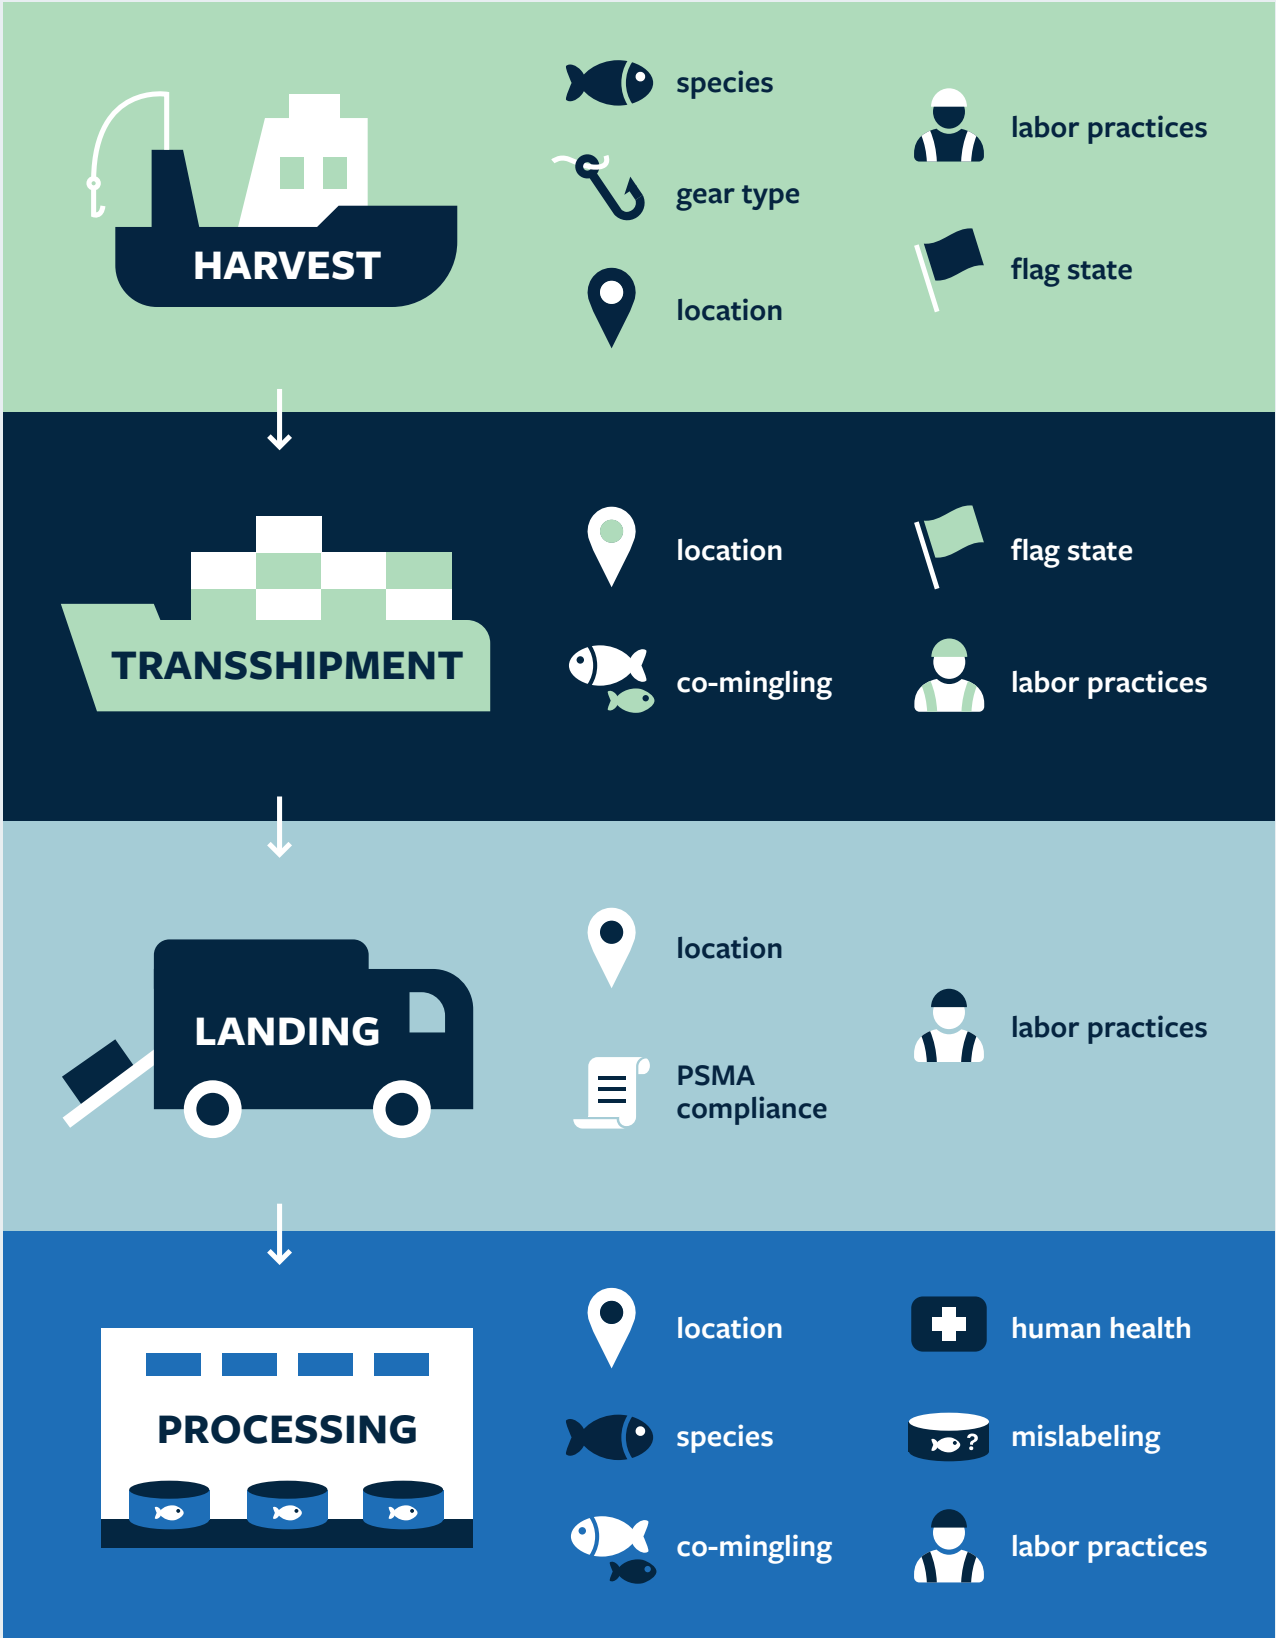 HARVEST
species
gear type
location
labor practices
flag state
TRANSSHIPMENT
location
co-mingling
flag state
labor practices
LANDING
location
PSMA
compliance
labor practices
PROCESSING
location
species
co-mingling
human health
?
mislabeling
labor practices